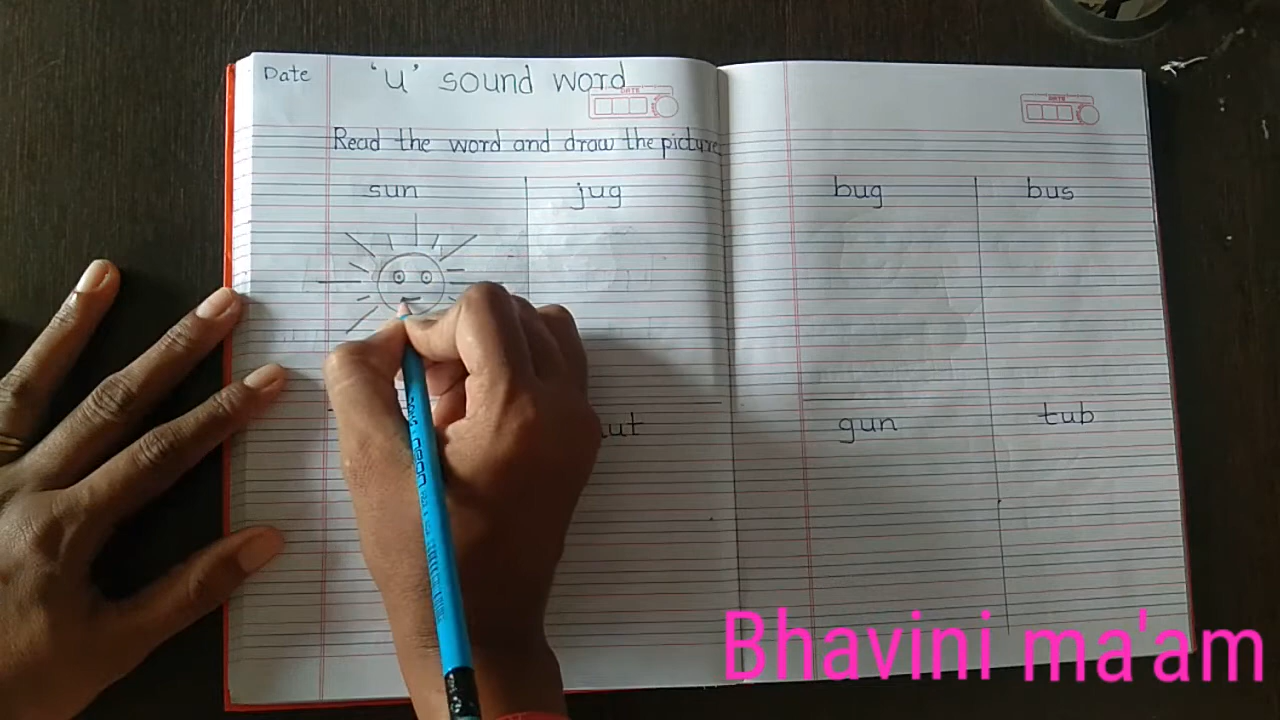 Date 'u' sound word
DATE
DATE
Read the word and draw the picture
sun jug bug bus
gun tub
Bhavini ma'am